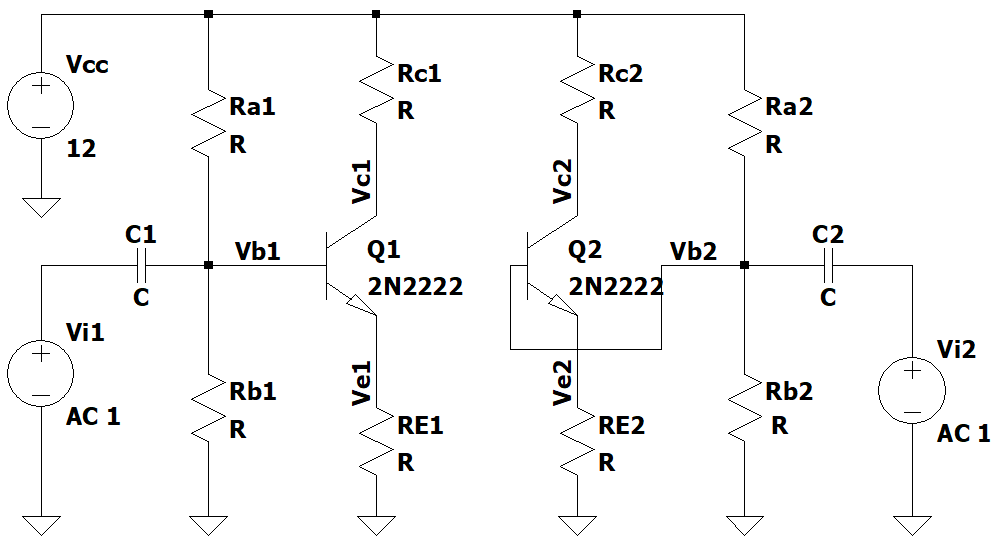 Vcc
12
Ra1
R
Rc1
R
Rc2
R
Ra2
R
Vc1
Vc2
C1
C
Vb1
Q1
2N2222
Q2
2N2222
Vb2
C2
C
Vi1
AC 1
Rb1
R
Ve1
RE1
R
Ve2
RE2
R
Rb2
R
Vi2
AC 1